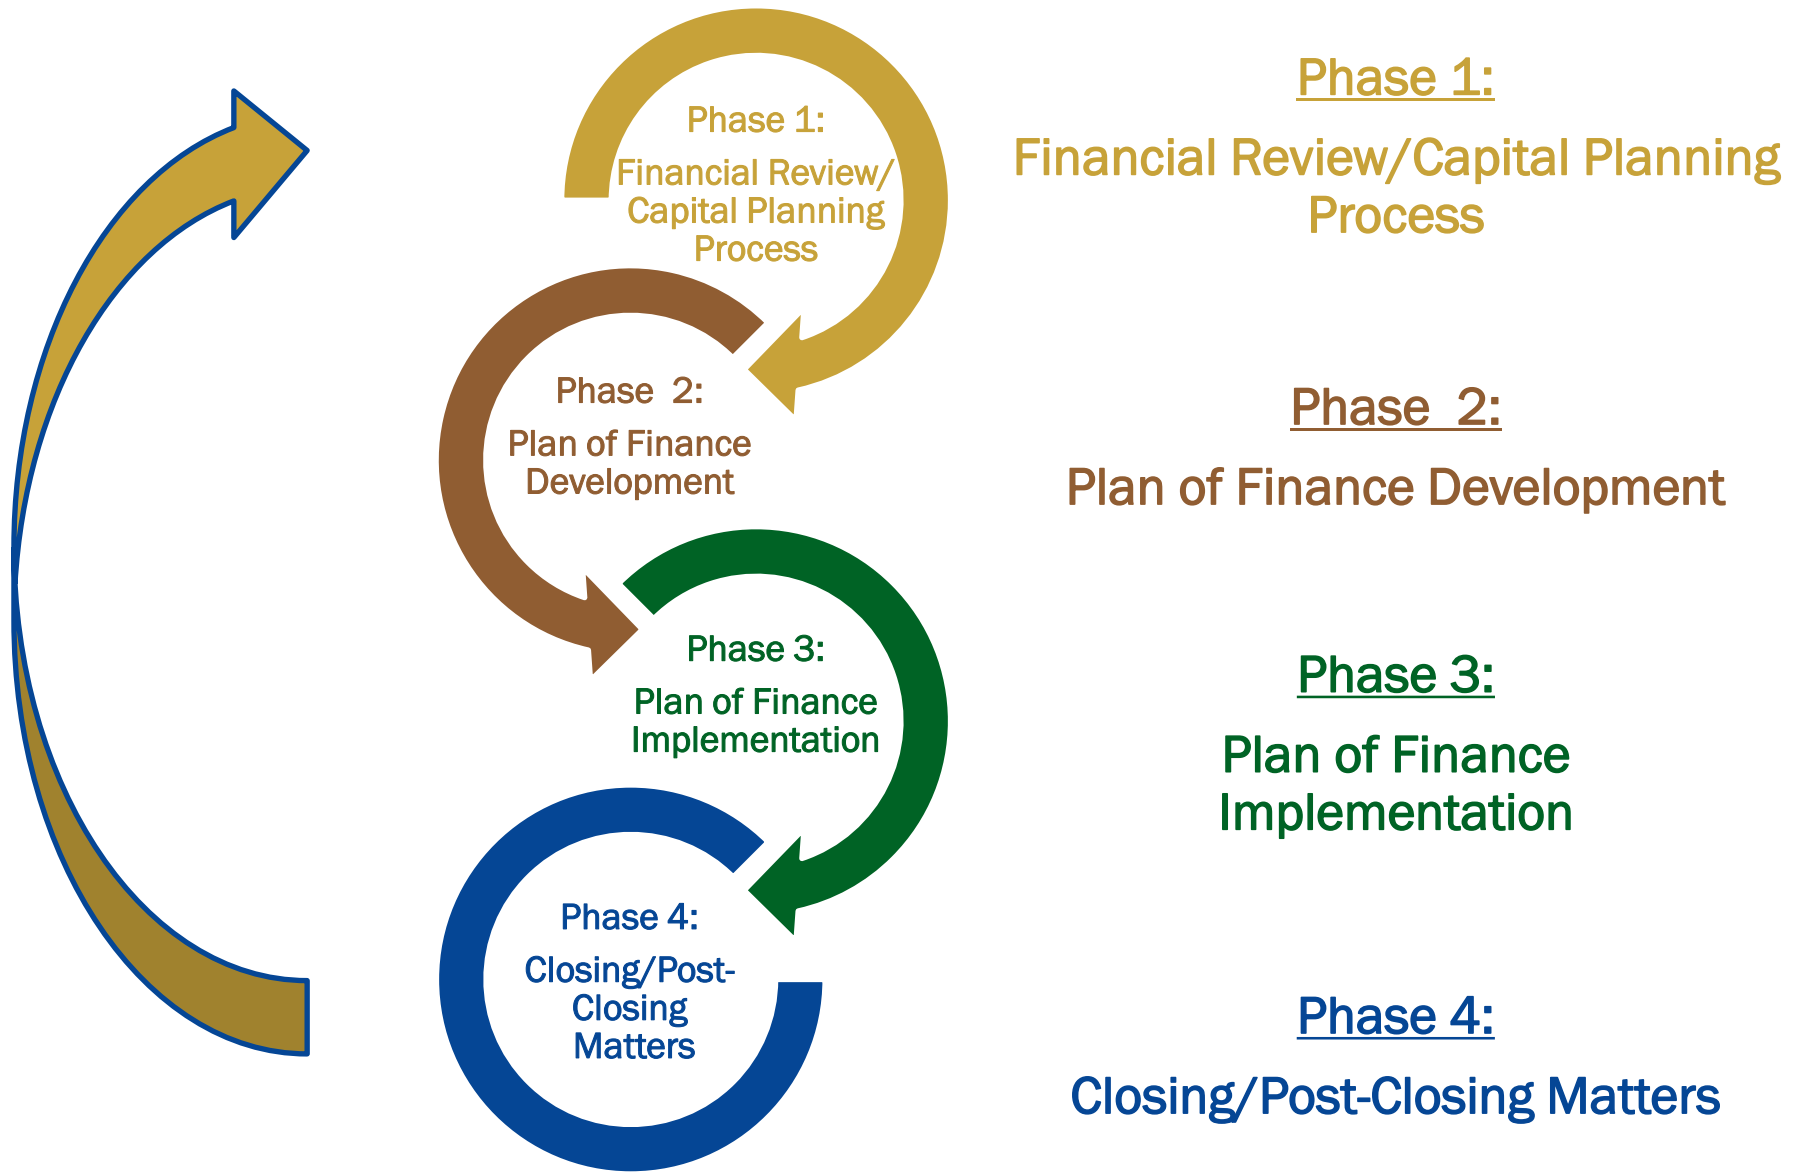 Phase 1:
Financial Review/
Capital Planning
Process
Phase  2:
Plan of Finance
Development
Phase 3:
Plan of Finance
Implementation
Phase 4:
Closing/Post-
Closing
Matters
Phase 1:
Financial Review/Capital Planning
Process
Phase  2:
Plan of Finance Development
Phase 3:
Plan of Finance
Implementation
Phase 4:
Closing/Post-Closing Matters